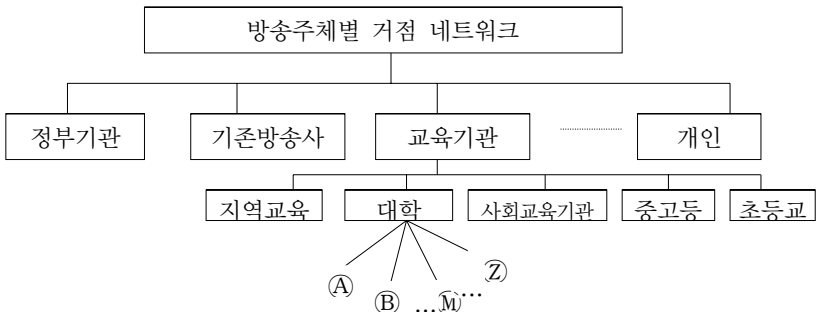 방송주체별 거점 네트워크
정부기관 기존방송사 교육기관 ........... 개인
지역교육 대학 사회교육기관 중고등 초등교
Ⓐ Ⓑ ...Ⓜ... Ⓩ